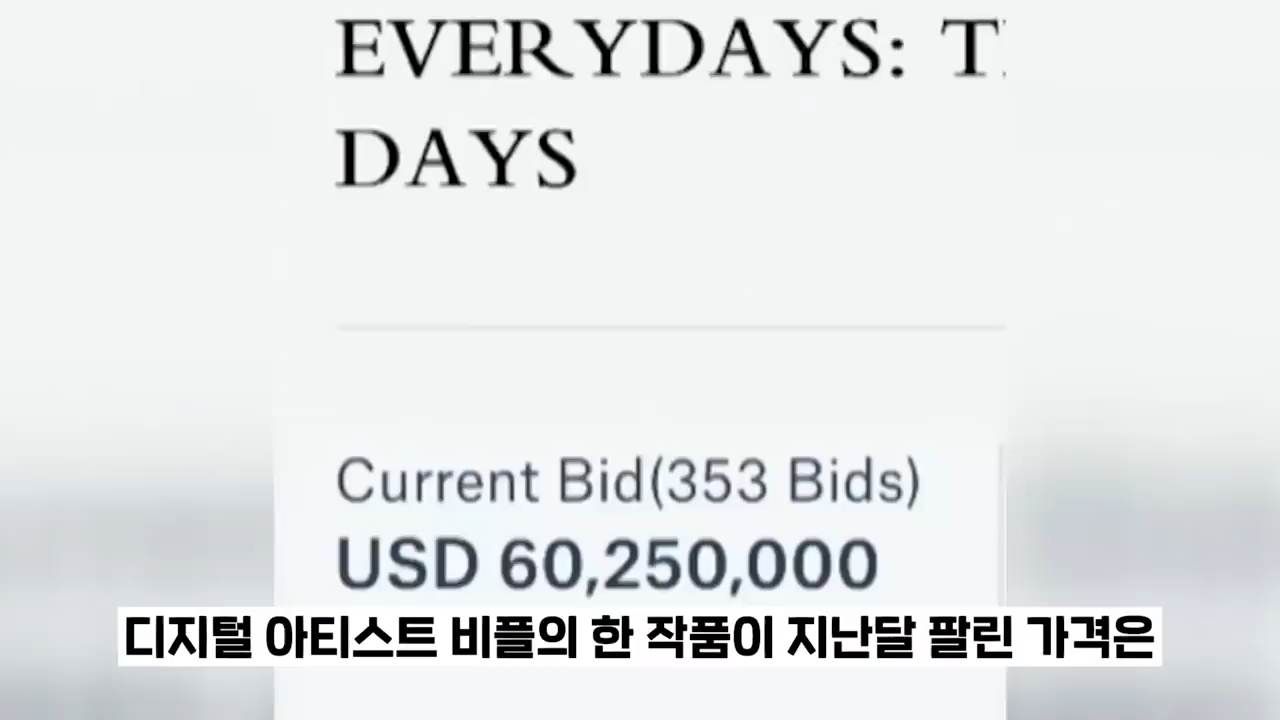 EVERYDAYS: T
DAYS
Current Bid(353 Bids)
USD 60,250,000
디지털 아티스트 비플의 한 작품이 지난달 팔린 가격은